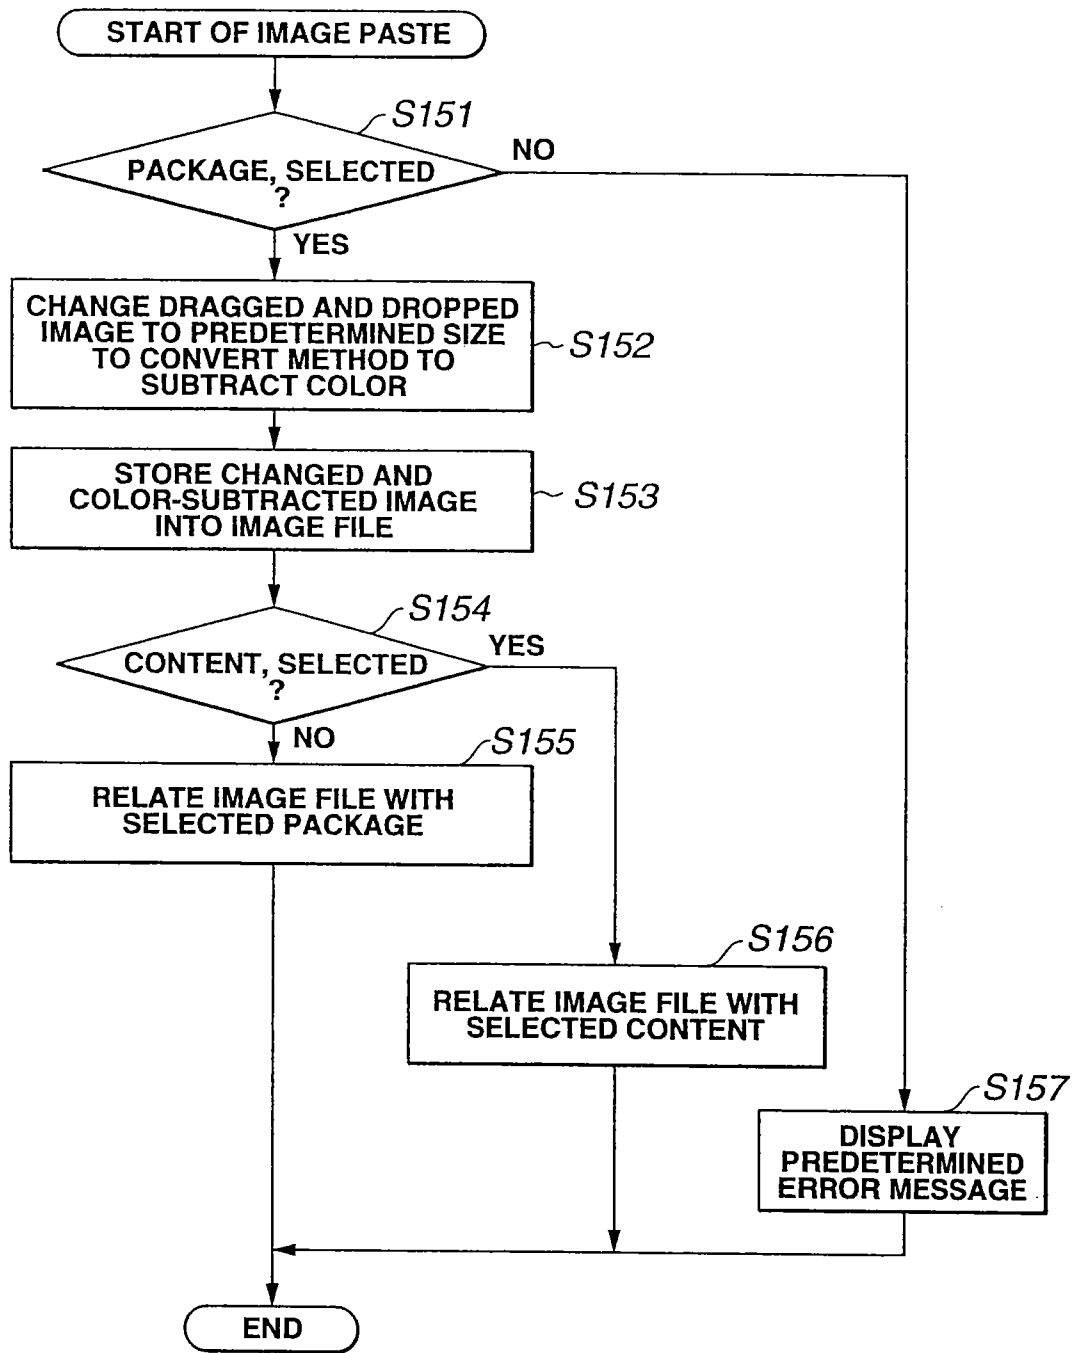 START OF IMAGE PASTE
S151
PACKAGE, SELECTED
?
NO
YES
CHANGE DRAGGED AND DROPPED
IMAGE TO PREDETERMINED SIZE
TO CONVERT METHOD TO
SUBTRACT COLOR
S152
STORE CHANGED AND
COLOR-SUBTRACTED IMAGE
INTO IMAGE FILE
S153
S154
CONTENT, SELECTED
?
YES
NO
S155
RELATE IMAGE FILE WITH
SELECTED PACKAGE
S156
RELATE IMAGE FILE WITH
SELECTED CONTENT
S157
DISPLAY
PREDETERMINED
ERROR MESSAGE
END